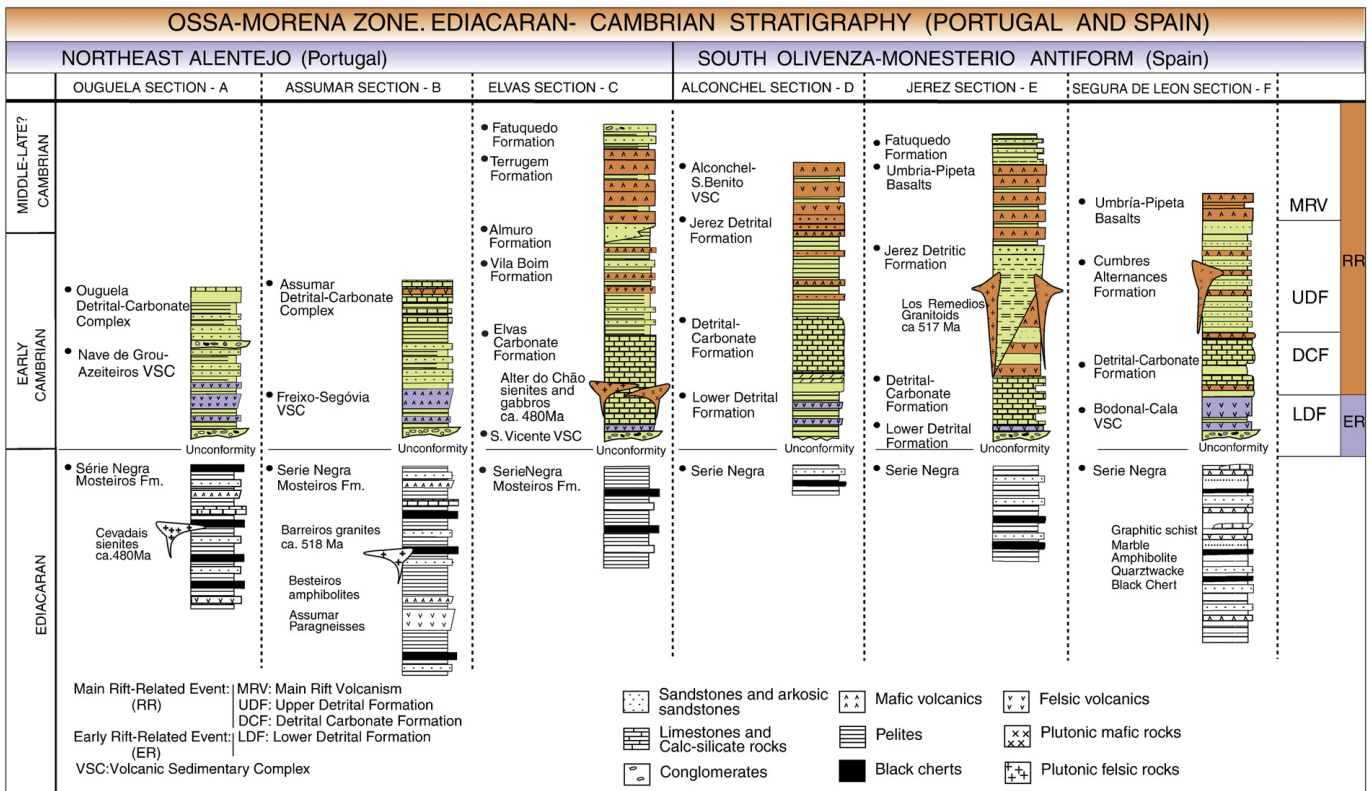 OSSA-MORENA ZONE. EDIACARAN- CAMBRIAN STRATIGRAPHY (PORTUGAL AND SPAIN)
NORTHEAST ALENTEJO (Portugal)
SOUTH OLIVENZA-MONESTERIO ANTIFORM (Spain)
OUGUELA SECTION - A
ASSUMAR SECTION - B
ELVAS SECTION - C
ALCONCHEL SECTION - D
JEREZ SECTION - E
SEGURA DE LEON SECTION - F
MIDDLE-LATE?
CAMBRIAN
EARLY
CAMBRIAN
EDIACARAN
Ouguela
Detrital-Carbonate
Complex
Nave de Grou-
Azeiteiros VSC
Unconformity
Série Negra
Mosteiros Fm.
Cevadais
sienites
ca.480Ma
Assumar
Detrital-Carbonate
Complex
Freixo-Segóvia
VSC
Unconformity
Serie Negra
Mosteiros Fm.
Barreiros granites
ca. 518 Ma
Besteiros
amphibolites
Assumar
Paragneisses
Fatuquedo
Formation
Terrugem
Formation
Almuro
Formation
Vila Boim
Formation
Elvas
Carbonate
Formation
Alter do Chão
sienites and
gabbros
ca. 480Ma
S. Vicente VSC
Unconformity
SerieNegra
Mosteiros Fm.
Alconchel-
S.Benito
VSC
Jerez Detrital
Formation
Detrital-
Carbonate
Formation
Lower Detrital
Formation
Unconformity
Serie Negra
Fatuquedo
Formation
Umbria-Pipeta
Basalts
Jerez Detritic
Formation
Los Remedios
Granitoids
ca 517 Ma
Detrital-
Carbonate
Formation
Lower Detrital
Formation
Unconformity
Serie Negra
Umbría-Pipeta
Basalts
Cumbres
Alternances
Formation
Detrital-Carbonate
Formation
Bodonal-Cala
VSC
Unconformity
Serie Negra
Graphitic schist
Marble
Amphibolite
Quarztwacke
Black Chert
MRV
UDF
DCF
LDF
RR
ER
Main Rift-Related Event:
(RR)
MRV: Main Rift Volcanism
UDF: Upper Detrital Formation
DCF: Detrital Carbonate Formation
Early Rift-Related Event:
(ER)
LDF: Lower Detrital Formation
VSC:Volcanic Sedimentary Complex
Sandstones and arkosic
sandstones
Limestones and
Calc-silicate rocks
Conglomerates
Mafic volcanics
Pelites
Black cherts
Felsic volcanics
Plutonic mafic rocks
Plutonic felsic rocks